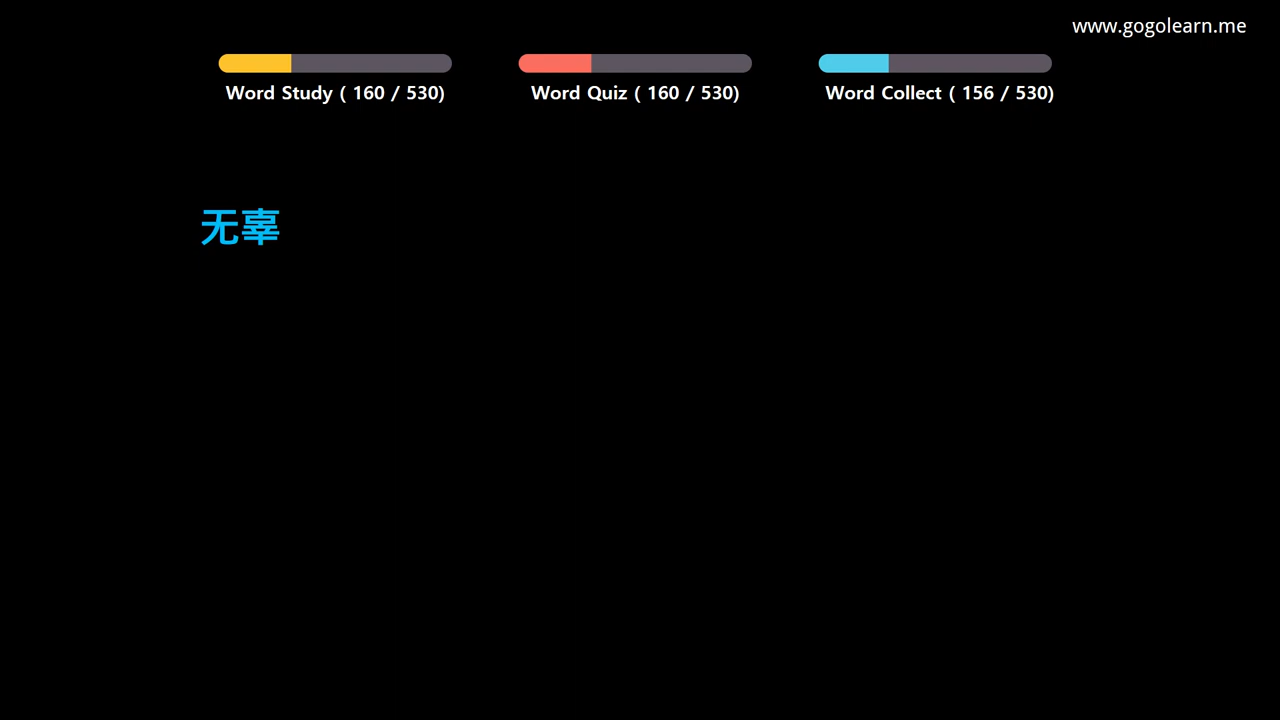 www.gogolearn.me
Word Study ( 160 / 530)
Word Quiz ( 160 / 530)
Word Collect ( 156 / 530)
无辜